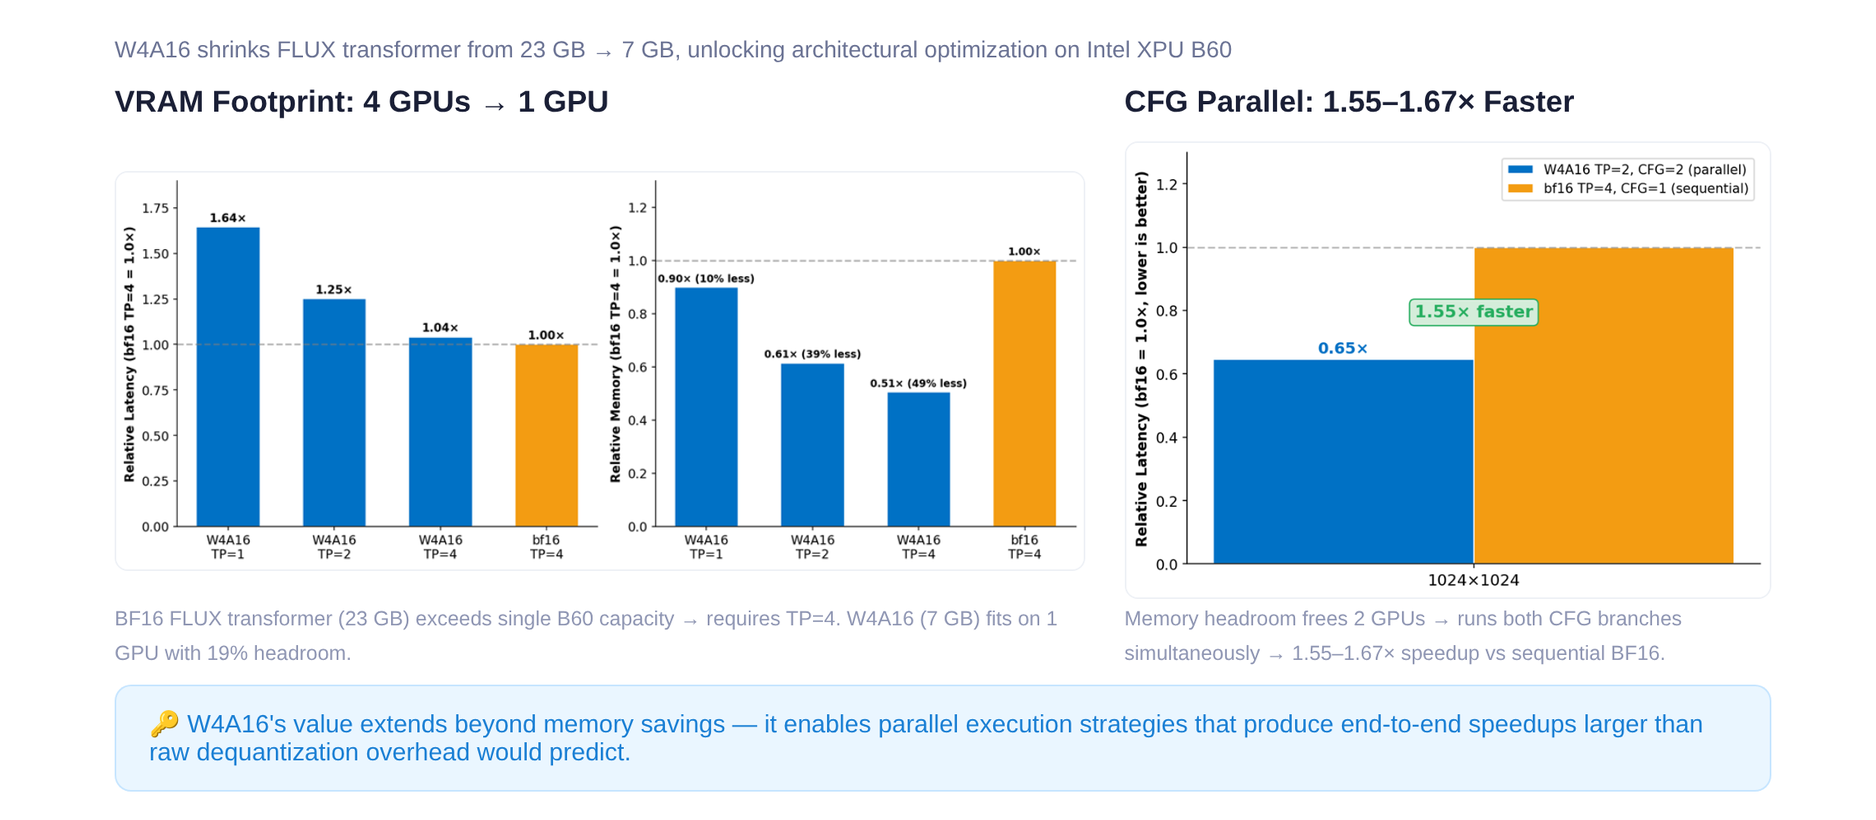 W4A16 shrinks FLUX transformer from 23 GB → 7 GB, unlocking architectural optimization on Intel XPU B60
VRAM Footprint: 4 GPUs → 1 GPU
Relative Latency (bf16 TP=4 = 1.0×)
1.75
1.50
1.25
1.00
0.75
0.50
0.25
0.00
1.64×
1.25×
1.04×
1.00×
W4A16
TP=1
W4A16
TP=2
W4A16
TP=4
bf16
TP=4
Relative Memory (bf16 TP=4 = 1.0×)
1.2
1.0
0.8
0.6
0.4
0.2
0.0
0.90× (10% less)
0.61× (39% less)
0.51× (49% less)
1.00×
W4A16
TP=1
W4A16
TP=2
W4A16
TP=4
bf16
TP=4
BF16 FLUX transformer (23 GB) exceeds single B60 capacity → requires TP=4. W4A16 (7 GB) fits on 1
GPU with 19% headroom.
CFG Parallel: 1.55–1.67× Faster
Relative Latency (bf16 = 1.0×, lower is better)
1.2
1.0
0.8
0.6
0.4
0.2
0.0
W4A16 TP=2, CFG=2 (parallel)
bf16 TP=4, CFG=1 (sequential)
1.55× faster
0.65×
1024×1024
Memory headroom frees 2 GPUs → runs both CFG branches
simultaneously → 1.55–1.67× speedup vs sequential BF16.
🔑 W4A16's value extends beyond memory savings — it enables parallel execution strategies that produce end-to-end speedups larger than
raw dequantization overhead would predict.